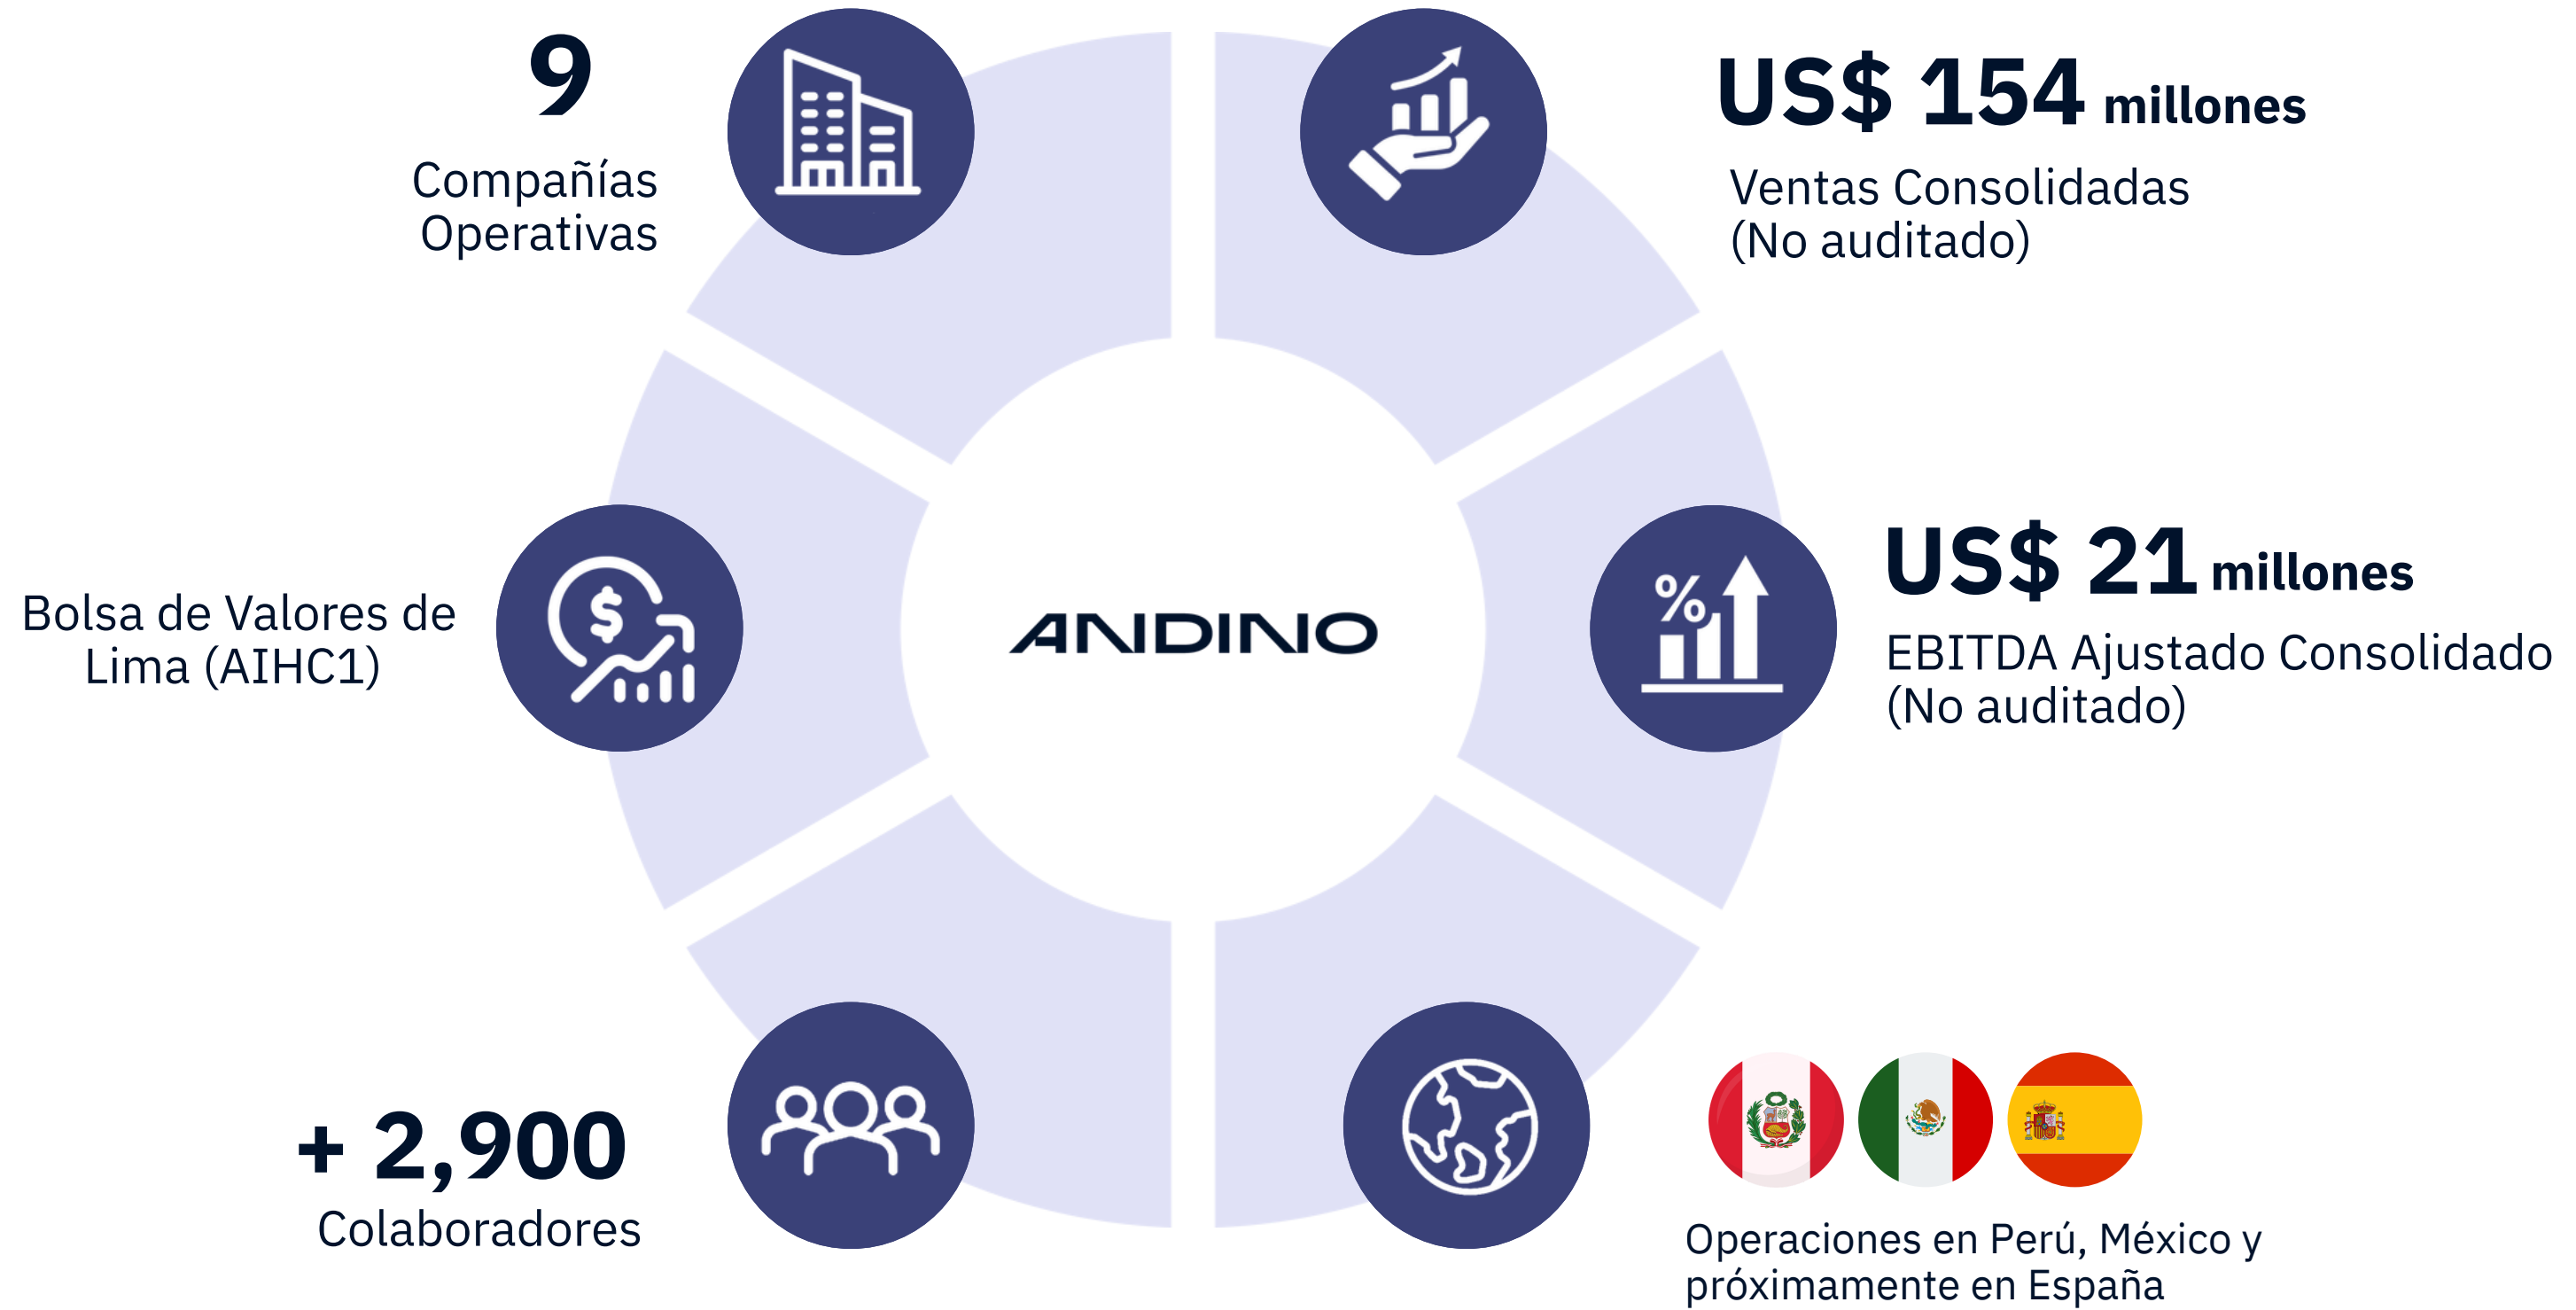 9
Compañías
Operativas
US$ 154 millones
Ventas Consolidadas
(No auditado)
Bolsa de Valores de
Lima (AIHC1)
$
ANDINO
%
US$ 21 millones
EBITDA Ajustado Consolidado
(No auditado)
+ 2,900
Colaboradores
Operaciones en Perú, México y
próximamente en España